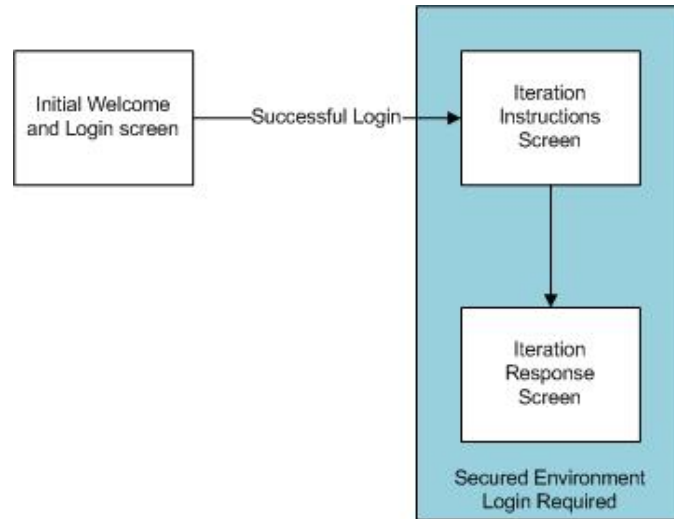 Initial Welcome
and Login screen
Successful Login
Iteration
Instructions
Screen
Iteration
Response
Screen
Secured Environment
Login Required